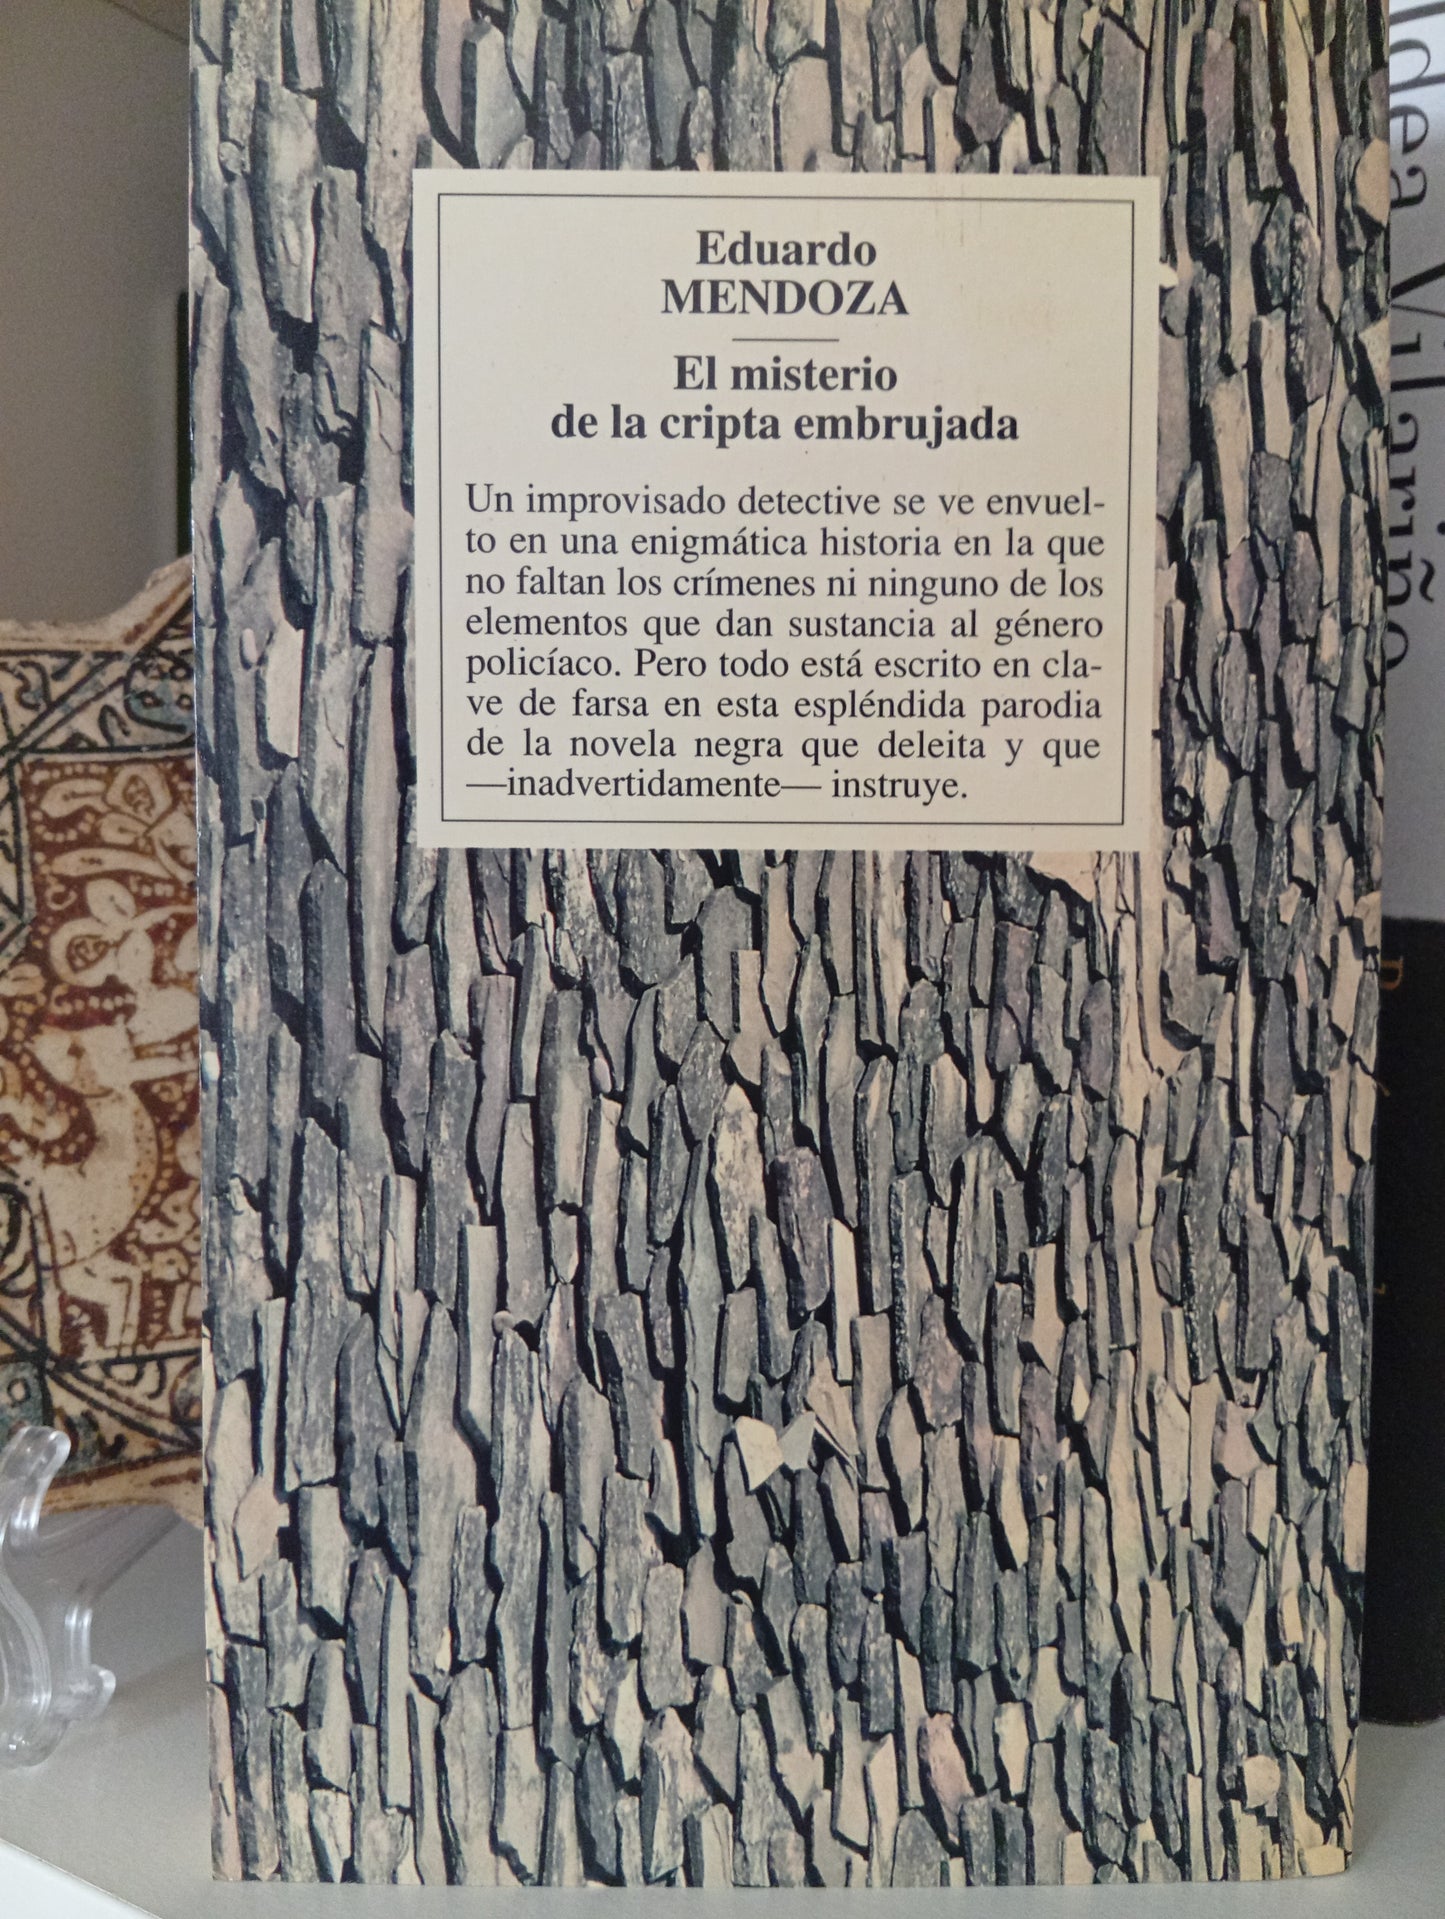 Eduardo
MENDOZA
El misterio
de la cripta embrujada
Un improvisado detective se ve envuel-
to en una enigmática historia en la que
no faltan los crímenes ni ninguno de los
elementos que dan sustancia al género
policíaco. Pero todo está escrito en cla-
ve de farsa en esta espléndida parodia
de la novela negra que deleita y que
—inadvertidamente— instruye.
dea Vilariño